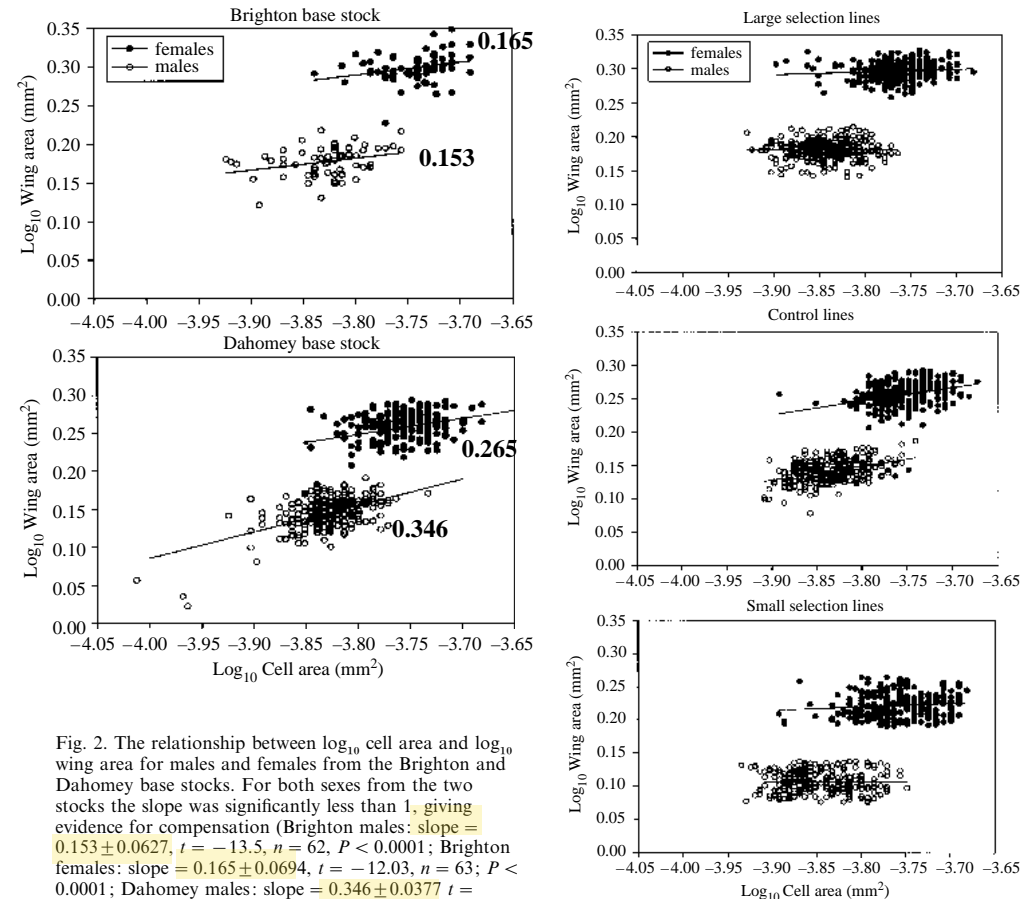 Brighton base stock
0.35
0.30
0.25
0.20
0.15
0.10
0.05
0.00
Log10 Wing area (mm2)
females
males
0.165
0.153
−4.05 −4.00 −3.95 −3.90 −3.85 −3.80 −3.75 −3.70 −3.65
Dahomey base stock
0.35
0.30
0.25
0.20
0.15
0.10
0.05
0.00
Log10 Wing area (mm2)
0.265
0.346
−4.05 −4.00 −3.95 −3.90 −3.85 −3.80 −3.75 −3.70 −3.65
Log10 Cell area (mm2)
Fig. 2. The relationship between log10 cell area and log10
wing area for males and females from the Brighton and
Dahomey base stocks. For both sexes from the two
stocks the slope was significantly less than 1, giving
evidence for compensation (Brighton males: slope =
0.153±0.0627, t = −13.5, n = 62, P < 0.0001; Brighton
females: slope = 0.165±0.0694, t = −12.03, n = 63; P <
0.0001; Dahomey males: slope = 0.346±0.0377 t =
Large selection lines
0.35
0.30
0.25
0.20
0.15
0.10
0.05
0.00
Log10 Wing area (mm2)
females
males
−4.05 −4.00 −3.95 −3.90 −3.85 −3.80 −3.75 −3.70 −3.65
Control lines
0.35
0.30
0.25
0.20
0.15
0.10
0.05
0.00
Log10 Wing area (mm2)
−4.05 −4.00 −3.95 −3.90 −3.85 −3.80 −3.75 −3.70 −3.65
Small selection lines
0.35
0.30
0.25
0.20
0.15
0.10
0.05
0.00
Log10 Wing area (mm2)
−4.05 −4.00 −3.95 −3.90 −3.85 −3.80 −3.75 −3.70 −3.65
Log10 Cell area (mm2)